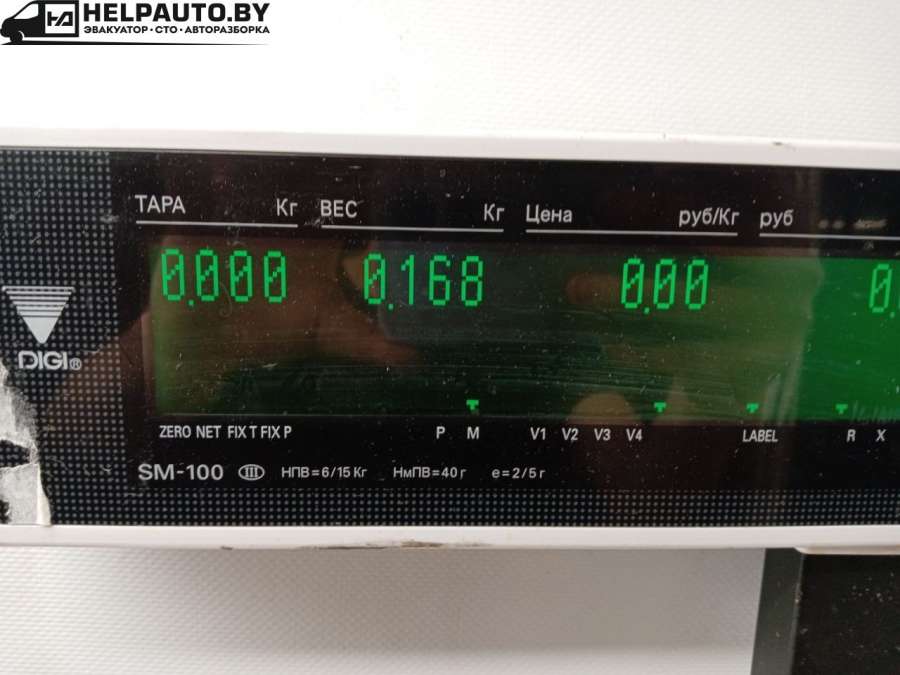 HELPAUTO.BY
ЭВАКУАТОР • СТО • АВТОРАЗБОРКА
ТАРА Кг ВЕС Кг Цена руб/Кг руб
0.000 0.168 0.00 0.
DIGI®
ZERO NET FIX T FIX P P M V1 V2 V3 V4 LABEL R X
SM-100 III НПВ=6/15 Кг НмПВ=40 г e=2/5 г